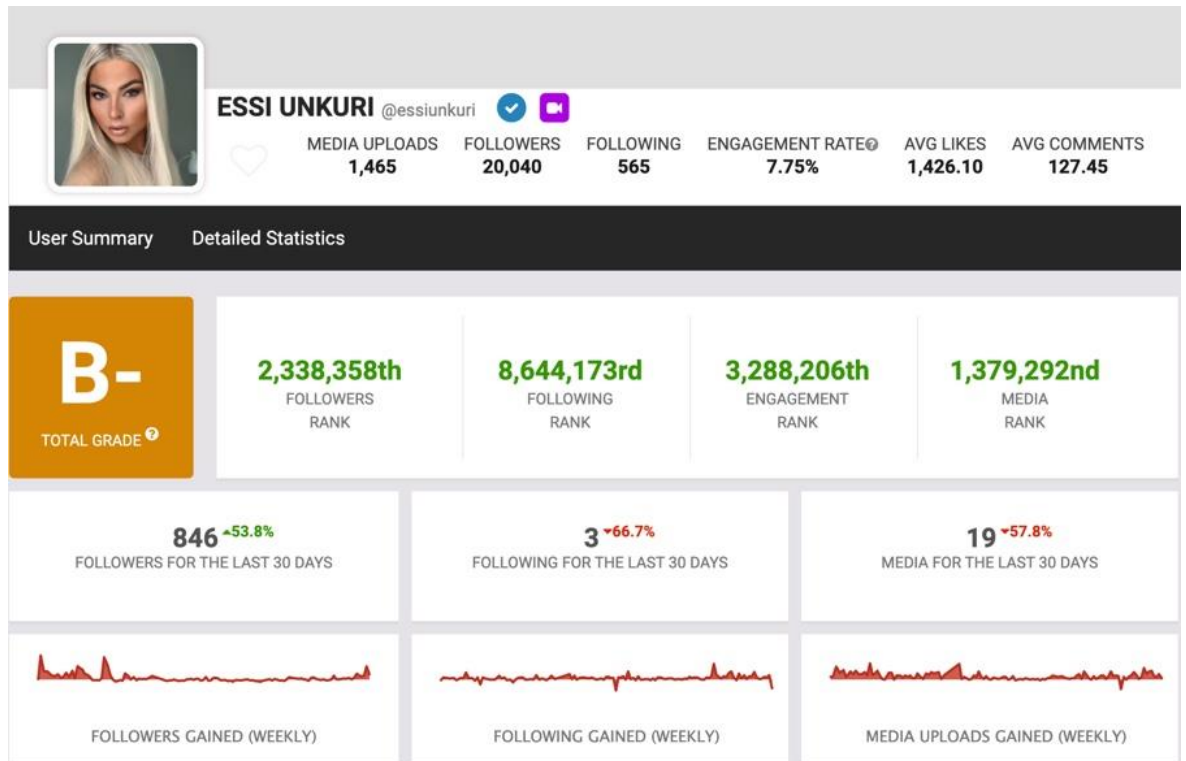 ESSI UNKURI @essiunkuri
MEDIA UPLOADS FOLLOWERS FOLLOWING ENGAGEMENT RATE? AVG LIKES AVG COMMENTS
1,465 20,040 565 7.75% 1,426.10 127.45
User Summary Detailed Statistics
B-
TOTAL GRADE ?
2,338,358th
FOLLOWERS
RANK
8,644,173rd
FOLLOWING
RANK
3,288,206th
ENGAGEMENT
RANK
1,379,292nd
MEDIA
RANK
846 53.8%
FOLLOWERS FOR THE LAST 30 DAYS
3 66.7%
FOLLOWING FOR THE LAST 30 DAYS
19 57.8%
MEDIA FOR THE LAST 30 DAYS
FOLLOWERS GAINED (WEEKLY)
FOLLOWING GAINED (WEEKLY)
MEDIA UPLOADS GAINED (WEEKLY)